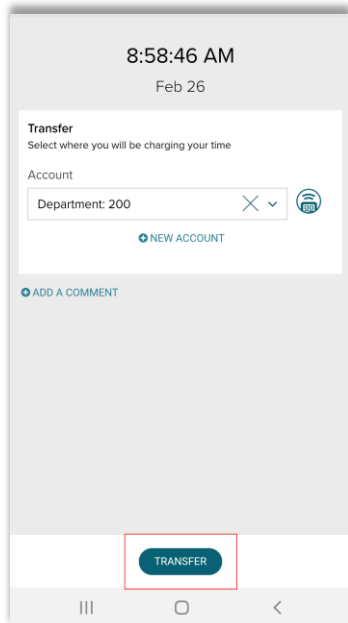 8:58:46 AM
Feb 26
Transfer
Select where you will be charging your time
Account
Department: 200
NEW ACCOUNT
ADD A COMMENT
TRANSFER